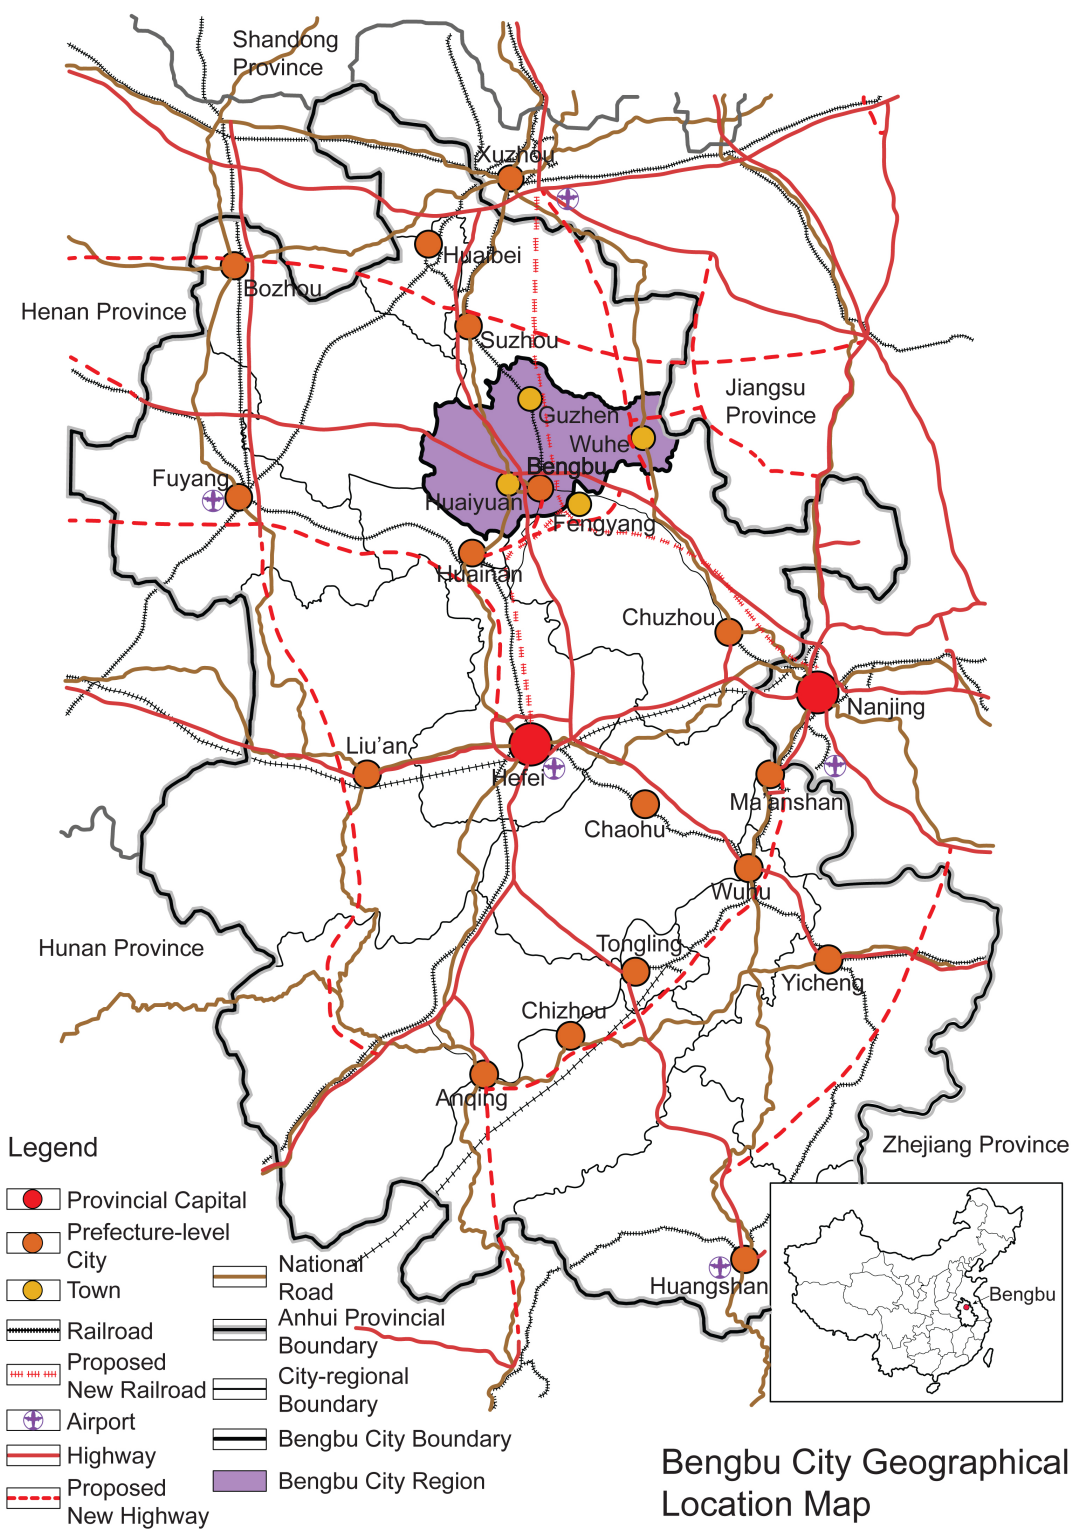 Shandong
Province
Xuzhou
Huaibei
Bozhou
Henan Province
Suzhou
Jiangsu
Province
Guzhen
Wuhe
Bengbu
Fuyang
Huaiyuan
Fengyang
Huainan
Chuzhou
Nanjing
Liu'an
Hefei
Ma'anshan
Chaohu
Wuhu
Hunan Province
Tongling
Yicheng
Chizhou
Anqing
Zhejiang Province
Huangshan
Bengbu
Legend
Provincial Capital
Prefecture-level
City
Town
Railroad
Proposed
New Railroad
Airport
Highway
Proposed
New Highway
National
Road
Anhui Provincial
Boundary
City-regional
Boundary
Bengbu City Boundary
Bengbu City Region
Bengbu City Geographical
Location Map